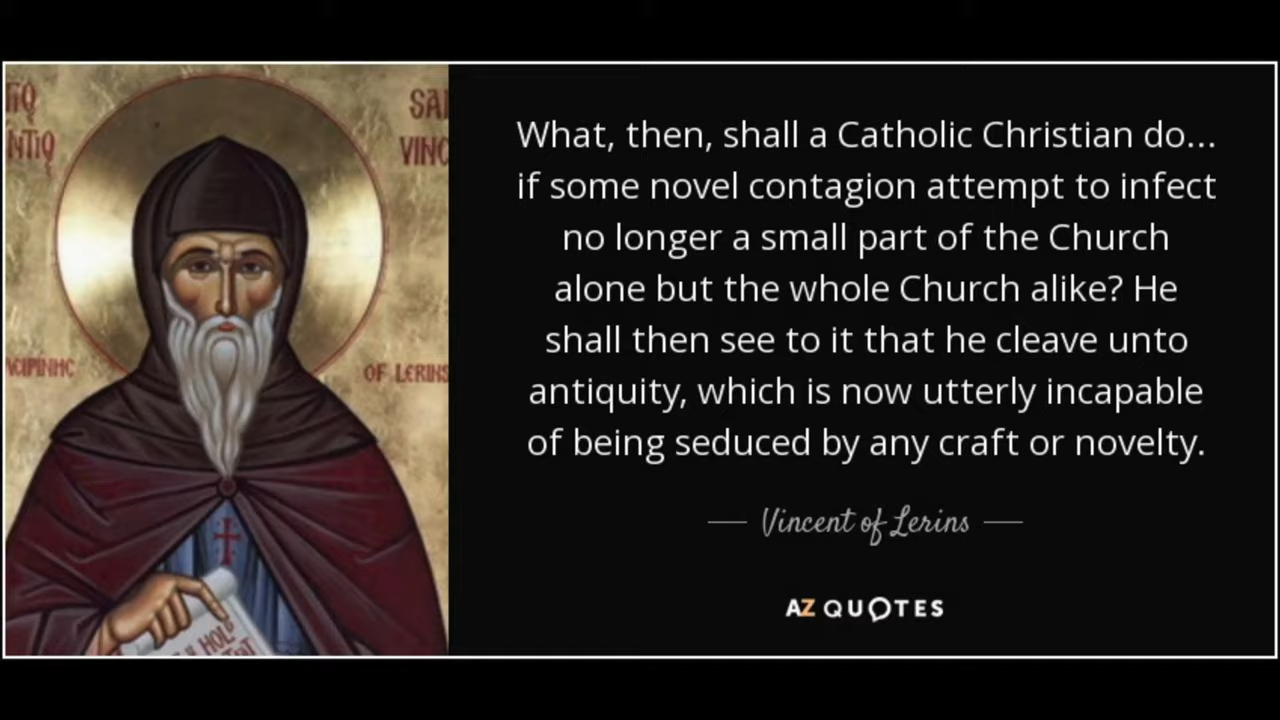 SAI
VINC
OF LERINS
What, then, shall a Catholic Christian do...
if some novel contagion attempt to infect
no longer a small part of the Church
alone but the whole Church alike? He
shall then see to it that he cleave unto
antiquity, which is now utterly incapable
of being seduced by any craft or novelty.
Vincent of Lerins
AZ QUOTES